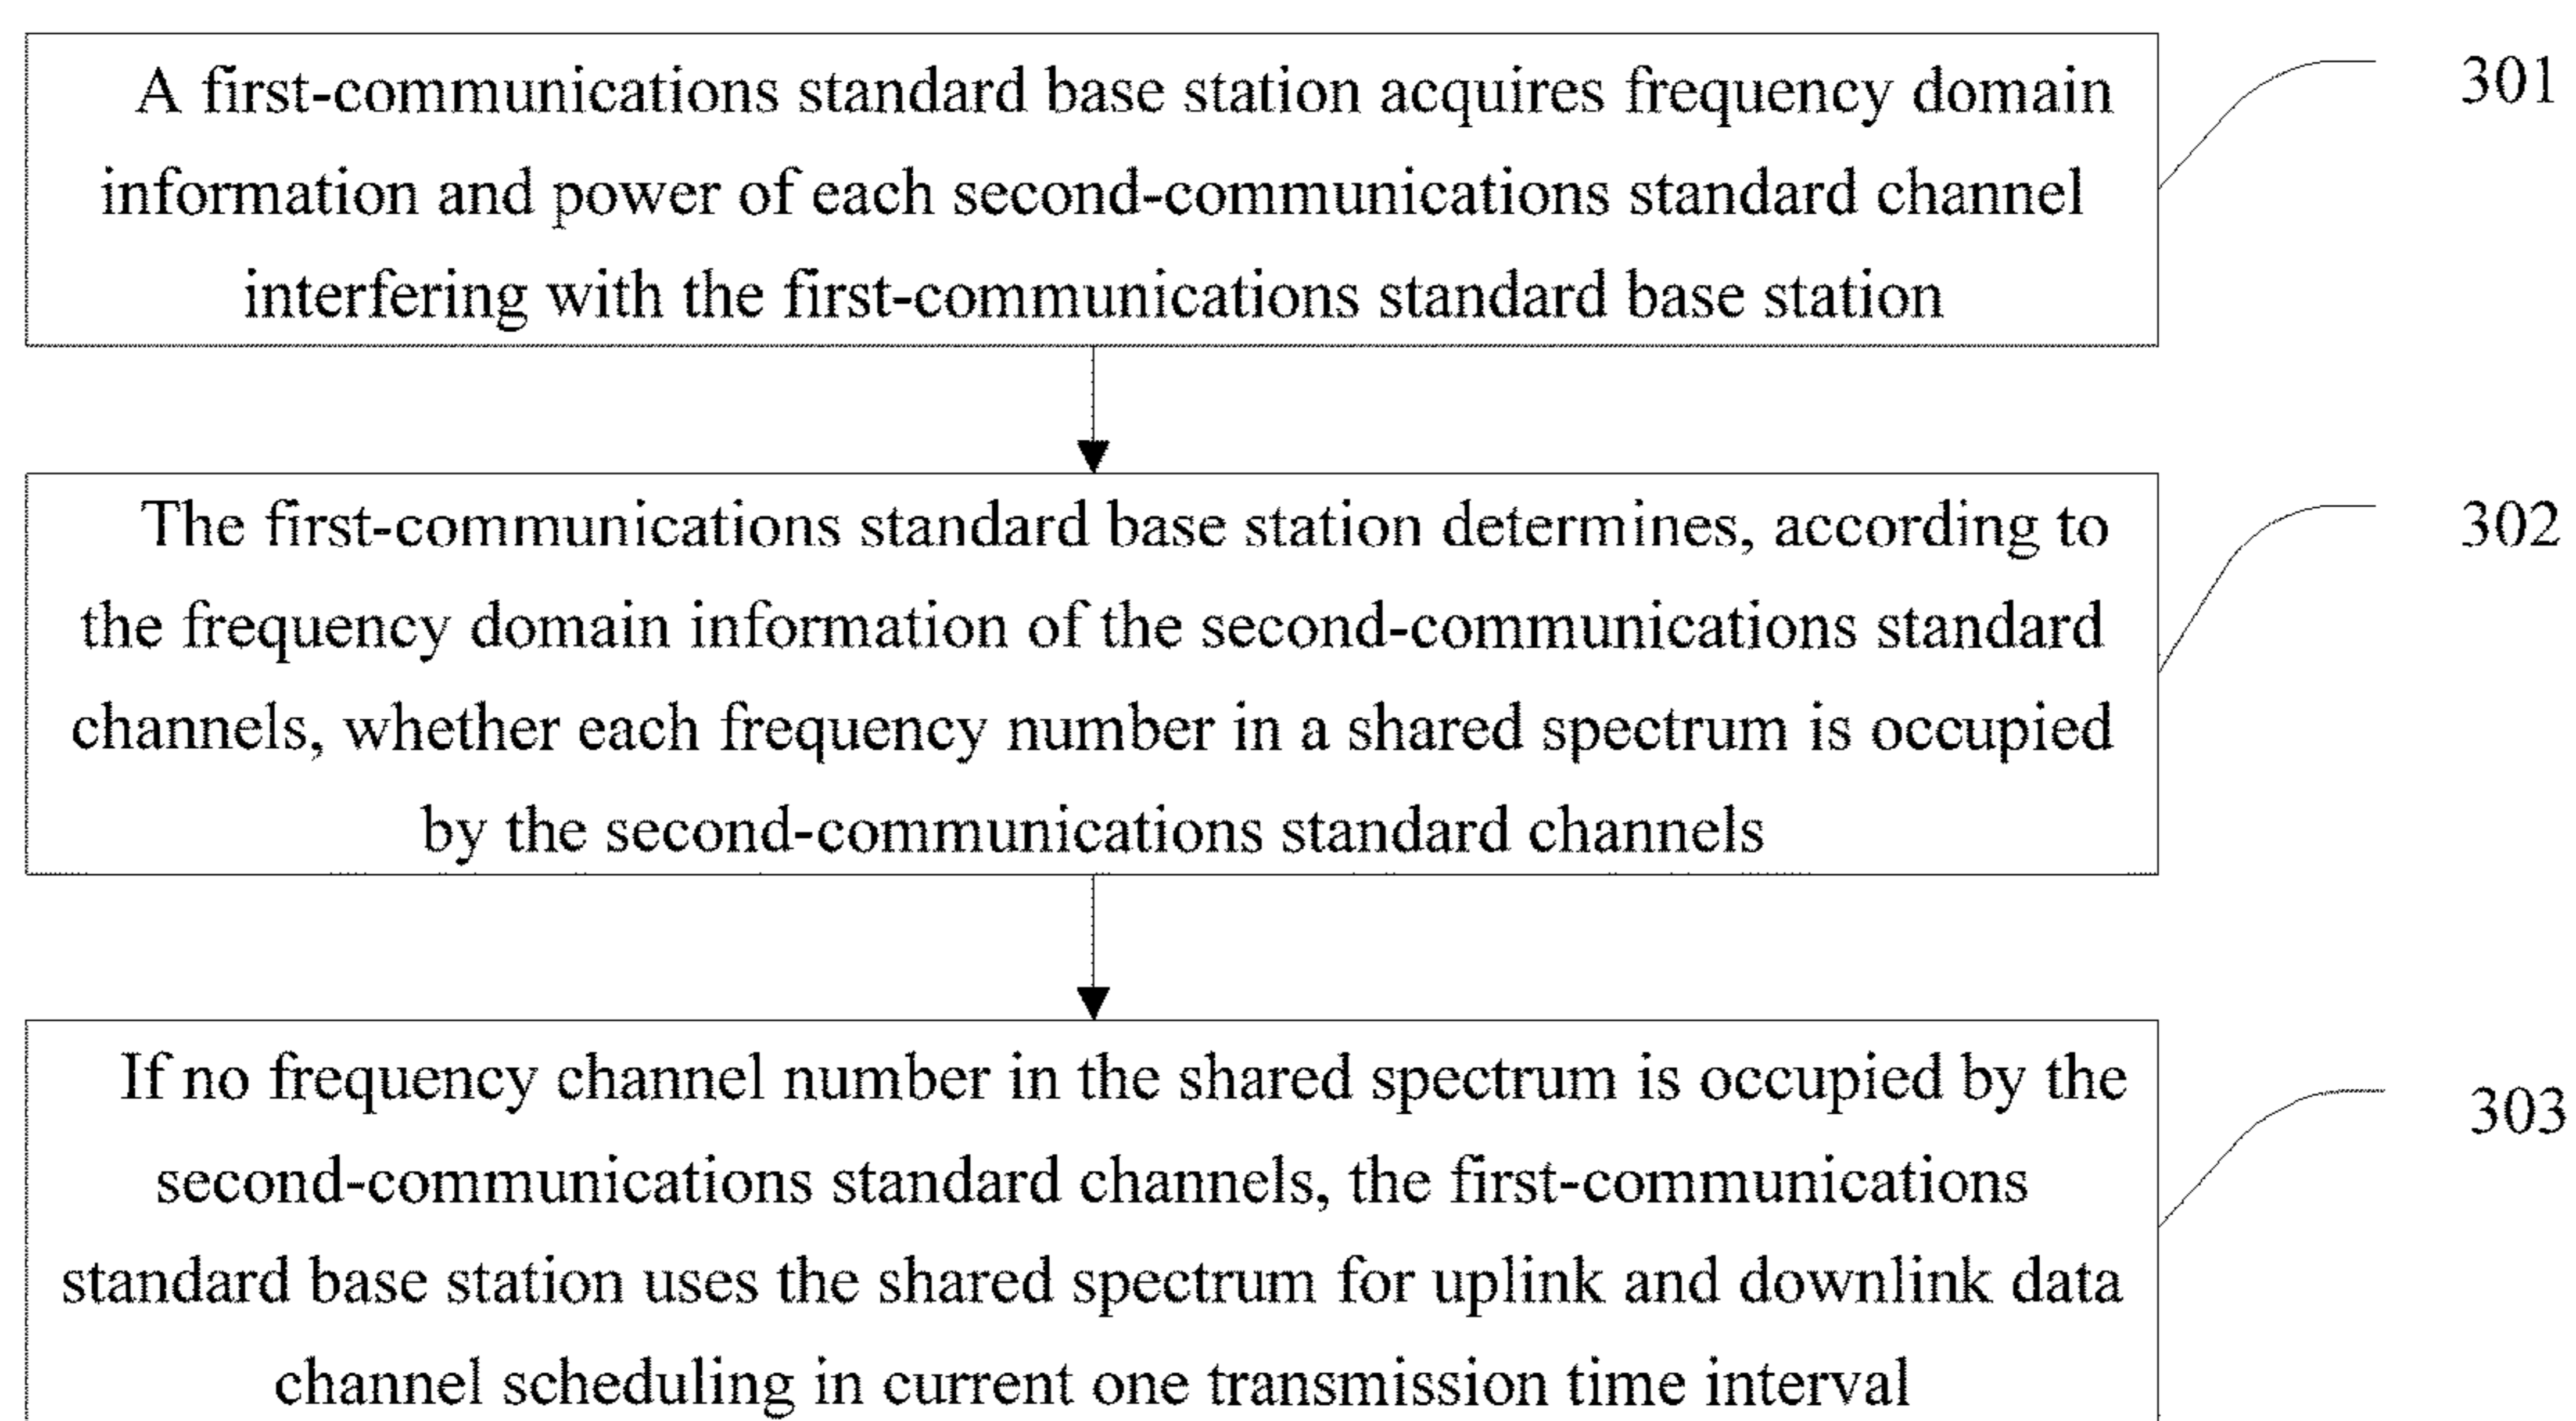 A first-communications standard base station acquires frequency domain
information and power of each second-communications standard channel
interfering with the first-communications standard base station
301
The first-communications standard base station determines, according to
the frequency domain information of the second-communications standard
channels, whether each frequency number in a shared spectrum is occupied
by the second-communications standard channels
302
If no frequency channel number in the shared spectrum is occupied by the
second-communications standard channels, the first-communications
standard base station uses the shared spectrum for uplink and downlink data
channel scheduling in current one transmission time interval
303